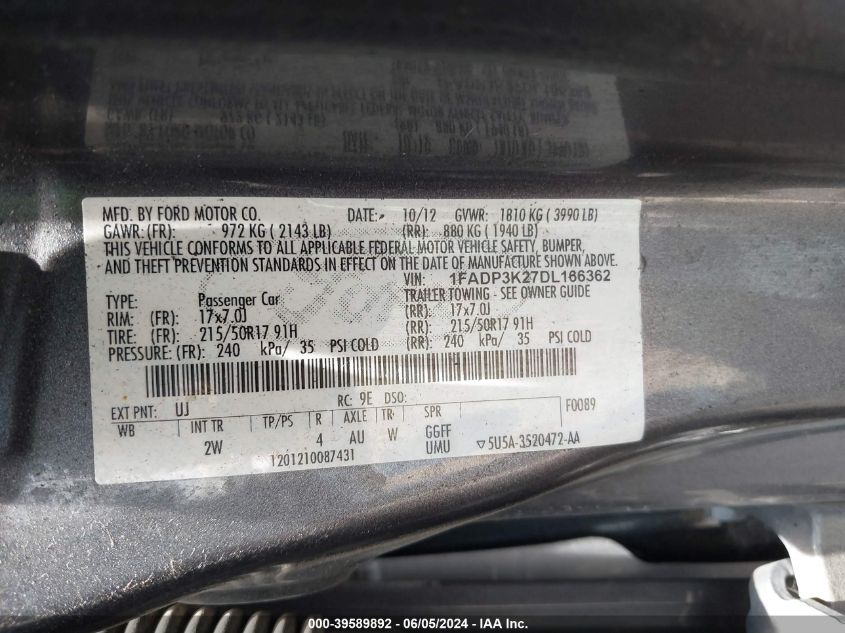 MFD. BY FORD MOTOR CO. DATE: 10/12 GVWR: 1810 KG ( 3990 LB)
GAWR: (FR): 972 KG ( 2143 LB) (RR): 880 KG ( 1940 LB)
THIS VEHICLE CONFORMS TO ALL APPLICABLE FEDERAL MOTOR VEHICLE SAFETY, BUMPER,
AND THEFT PREVENTION STANDARDS IN EFFECT ON THE DATE OF MANUFACTURE SHOWN ABOVE.
VIN: 1FADP3K27DL166362
TYPE: Passenger Car TRAILER TOWING - SEE OWNER GUIDE
RIM: (FR): 17x7.0J (RR): 17x7.0J
TIRE: (FR): 215/50R17 91H (RR): 215/50R17 91H
PRESSURE: (FR): 240 kPa/ 35 PSI COLD (RR): 240 kPa/ 35 PSI COLD
EXT PNT: UJ RC: 9E DSO: F0089
WB INT TR TP/PS R AXLE TR SPR
2W 4 AU W GGFF
UMU ▽5U5A-3520472-AA
1201210087431
000-39589892 - 06/05/2024 - IAA Inc.